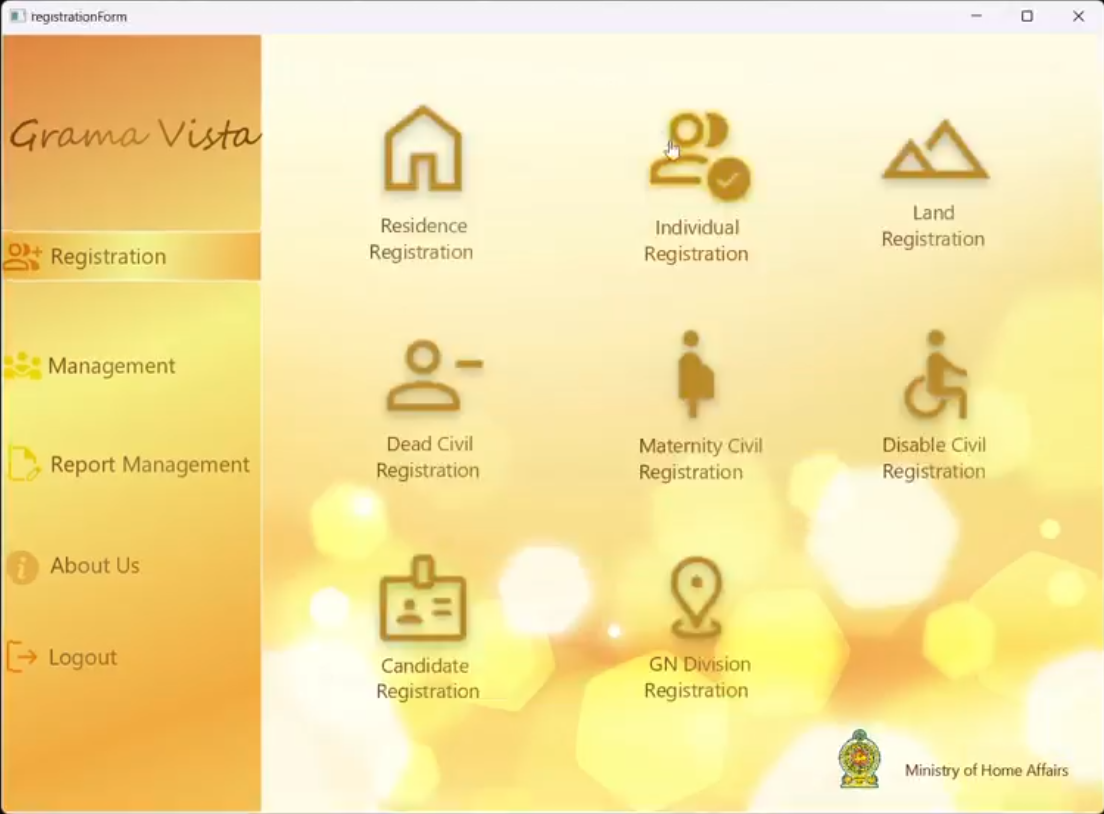 registrationForm
Grama Vista
Registration
Management
Report Management
About Us
Logout
Residence
Registration
Individual
Registration
Land
Registration
Dead Civil
Registration
Maternity Civil
Registration
Disable Civil
Registration
Candidate
Registration
GN Division
Registration
Ministry of Home Affairs